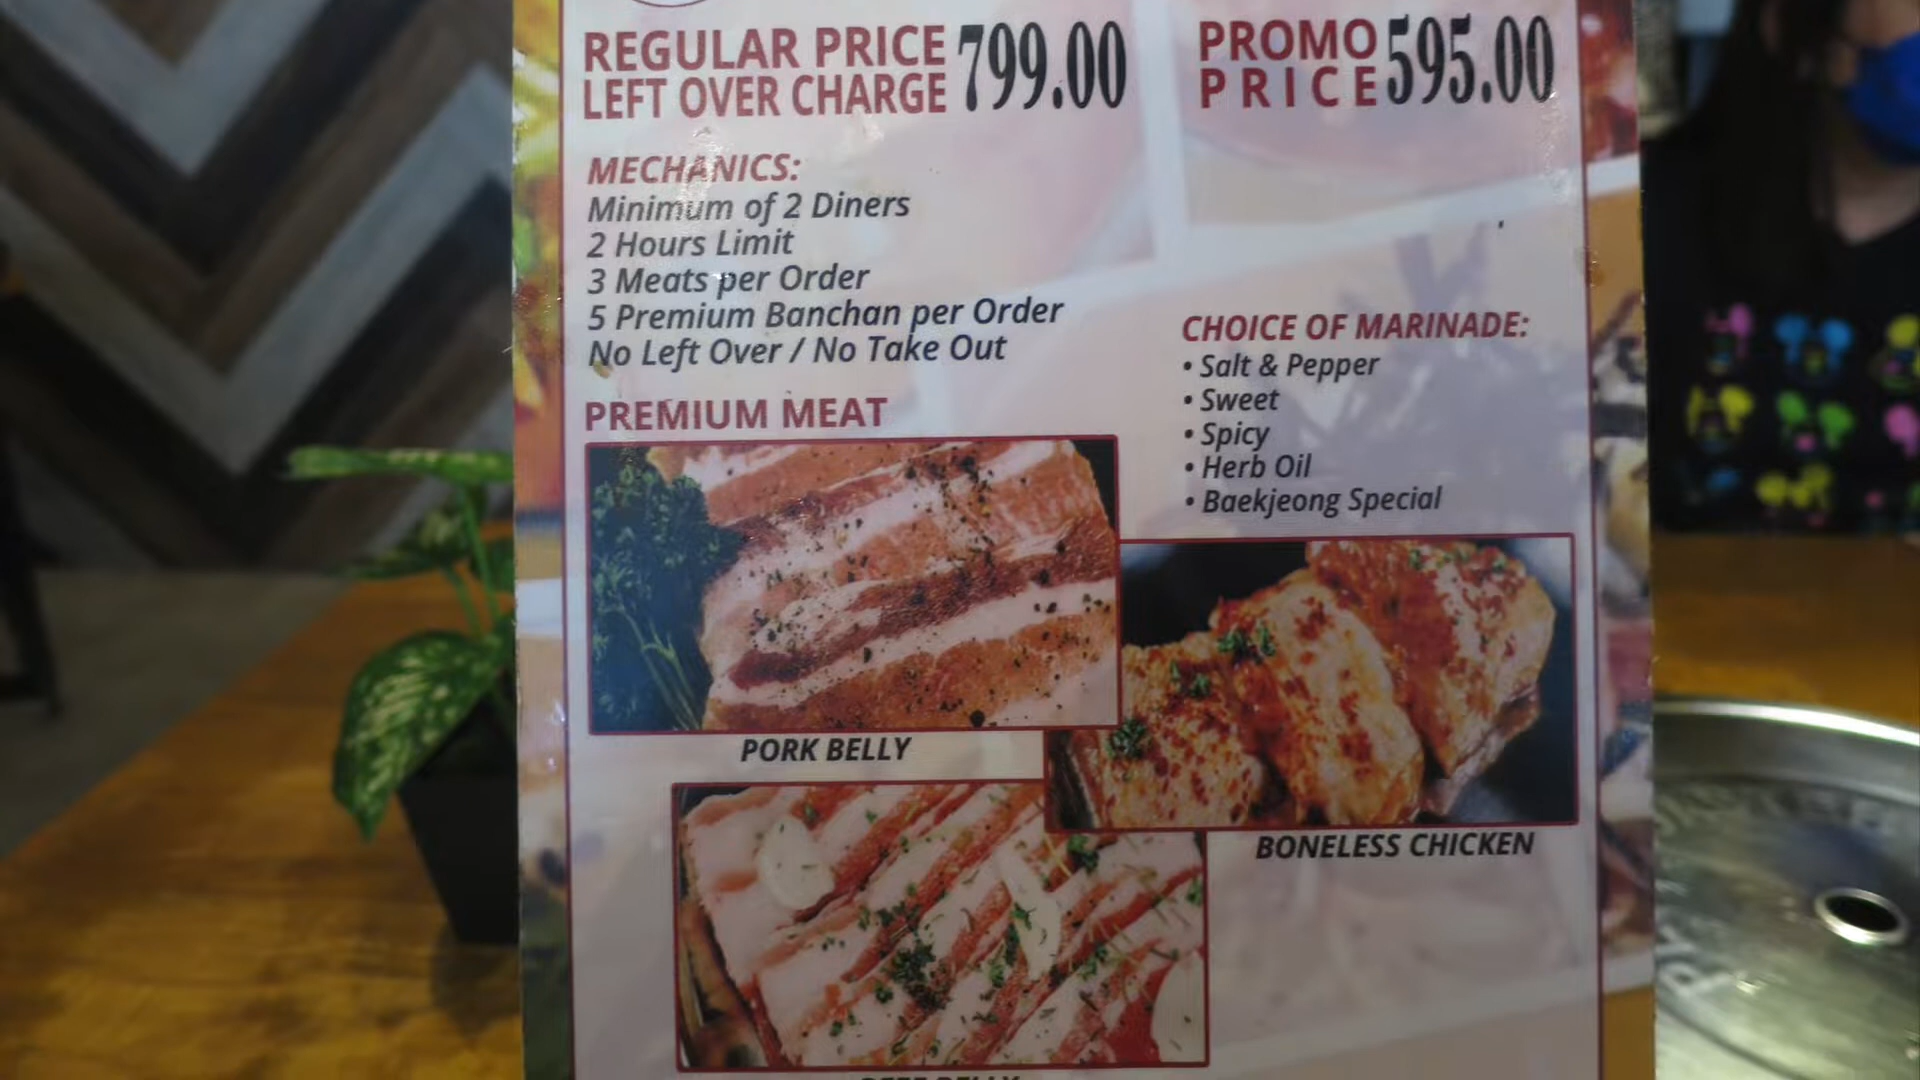 REGULAR PRICE
LEFT OVER CHARGE 799.00
PROMO
PRICE 595.00
MECHANICS:
Minimum of 2 Diners
2 Hours Limit
3 Meats per Order
5 Premium Banchan per Order
No Left Over / No Take Out
CHOICE OF MARINADE:
• Salt & Pepper
• Sweet
• Spicy
• Herb Oil
• Baekjeong Special
PREMIUM MEAT
PORK BELLY
BONELESS CHICKEN